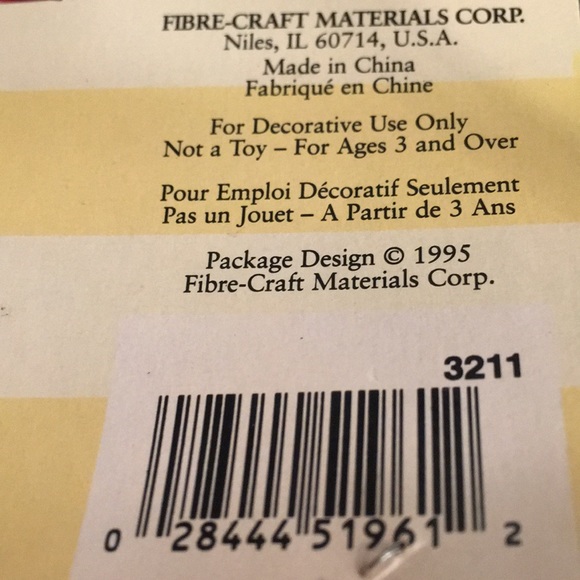 FIBRE-CRAFT MATERIALS CORP.
Niles, IL 60714, U.S.A.
Made in China
Fabriqué en Chine
For Decorative Use Only
Not a Toy – For Ages 3 and Over
Pour Emploi Décoratif Seulement
Pas un Jouet – A Partir de 3 Ans
Package Design © 1995
Fibre-Craft Materials Corp.
3211
0 28444 51961 2